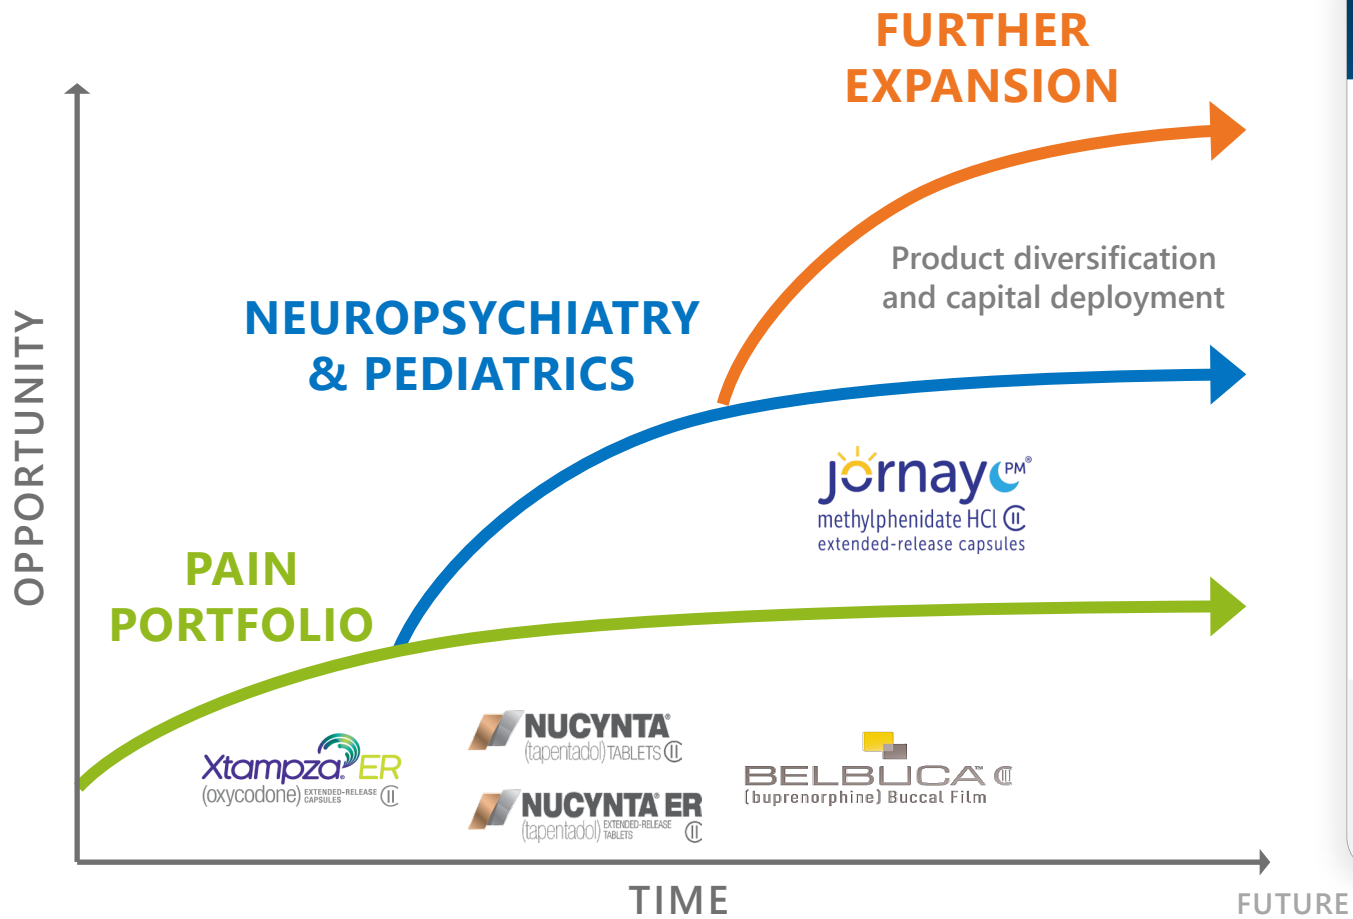 FURTHER
EXPANSION
Product diversification
and capital deployment
NEUROPSYCHIATRY
& PEDIATRICS
jornay PM®
methylphenidate HCl CII
extended-release capsules
PAIN
PORTFOLIO
Xtampza® ER
(oxycodone) EXTENDED-RELEASE CAPSULES CII
NUCYNTA®
(tapentadol) TABLETS CII
NUCYNTA® ER
(tapentadol) EXTENDED-RELEASE TABLETS CII
BELBUCA™ CIII
(buprenorphine) Buccal Film
OPPORTUNITY
TIME
FUTURE